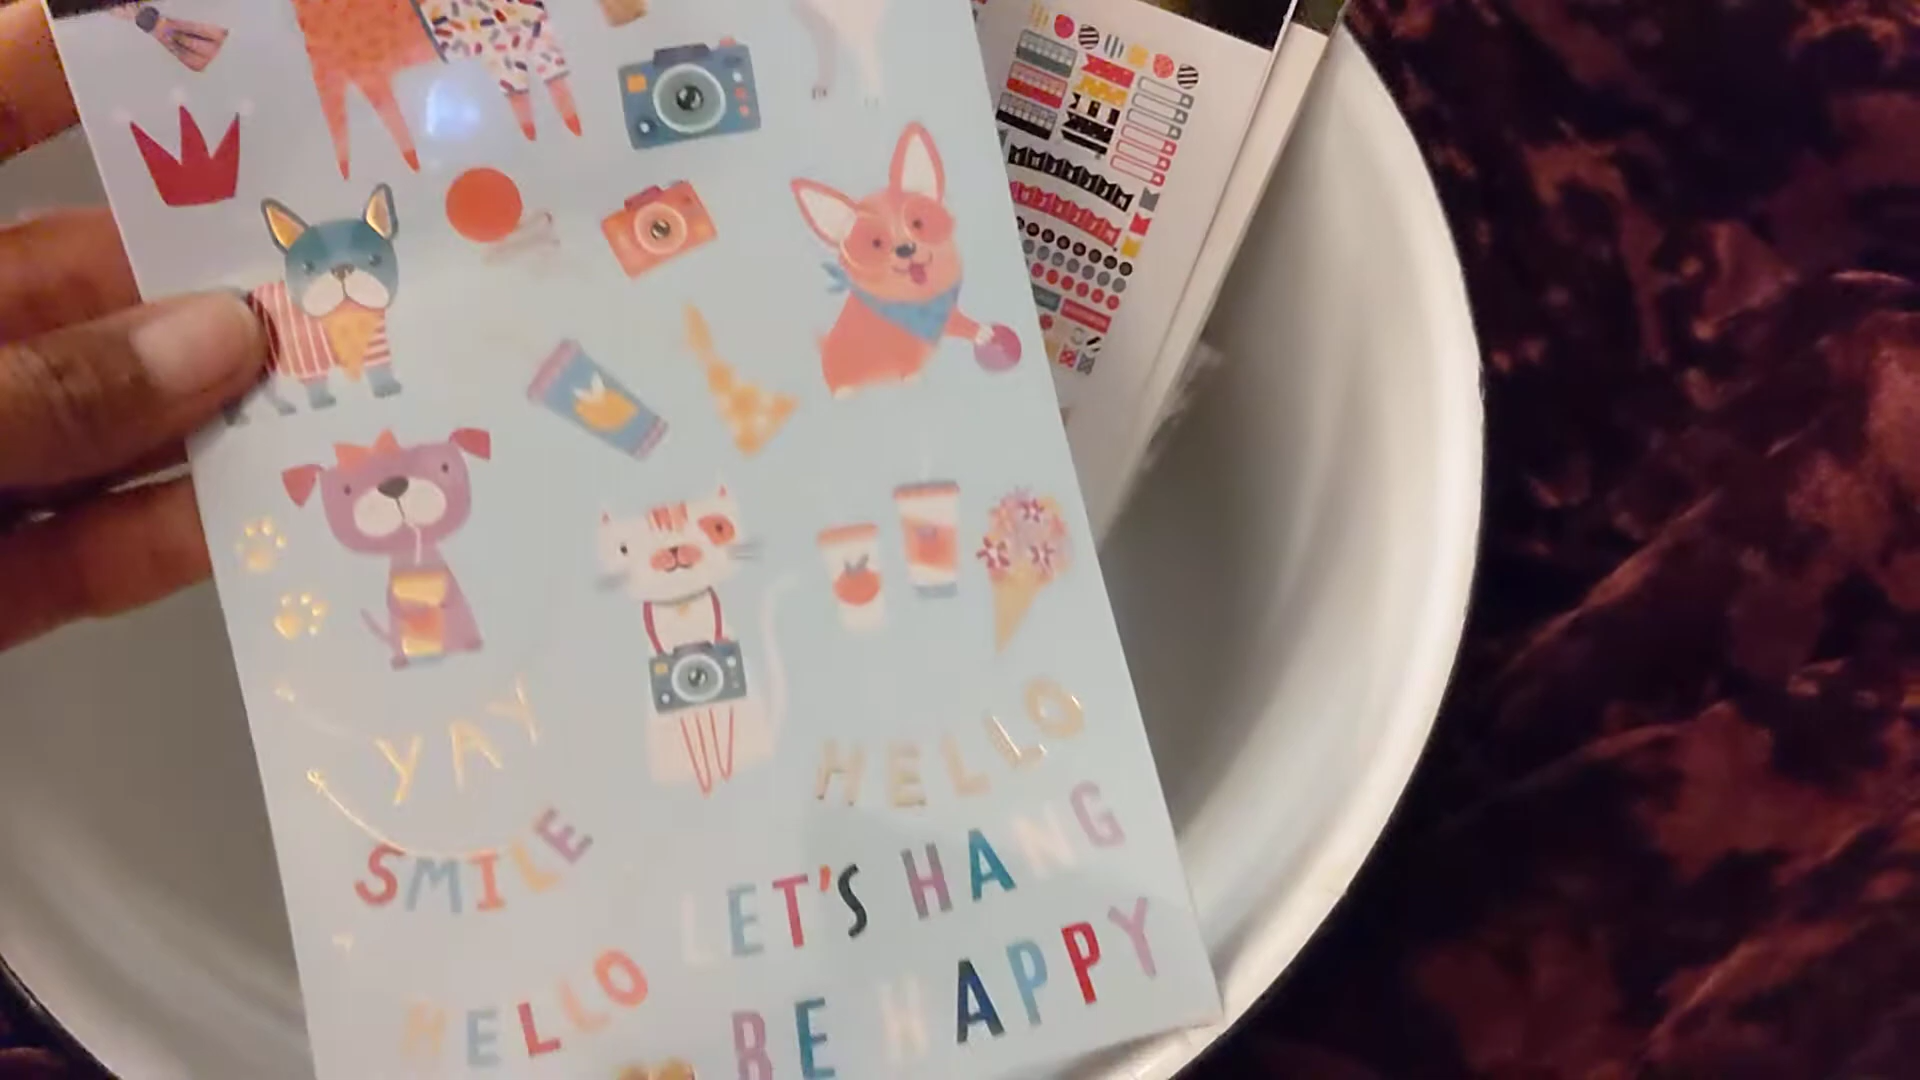 YAY
HELLO
SMILE
LET'S HANG
HELLO
BE HAPPY